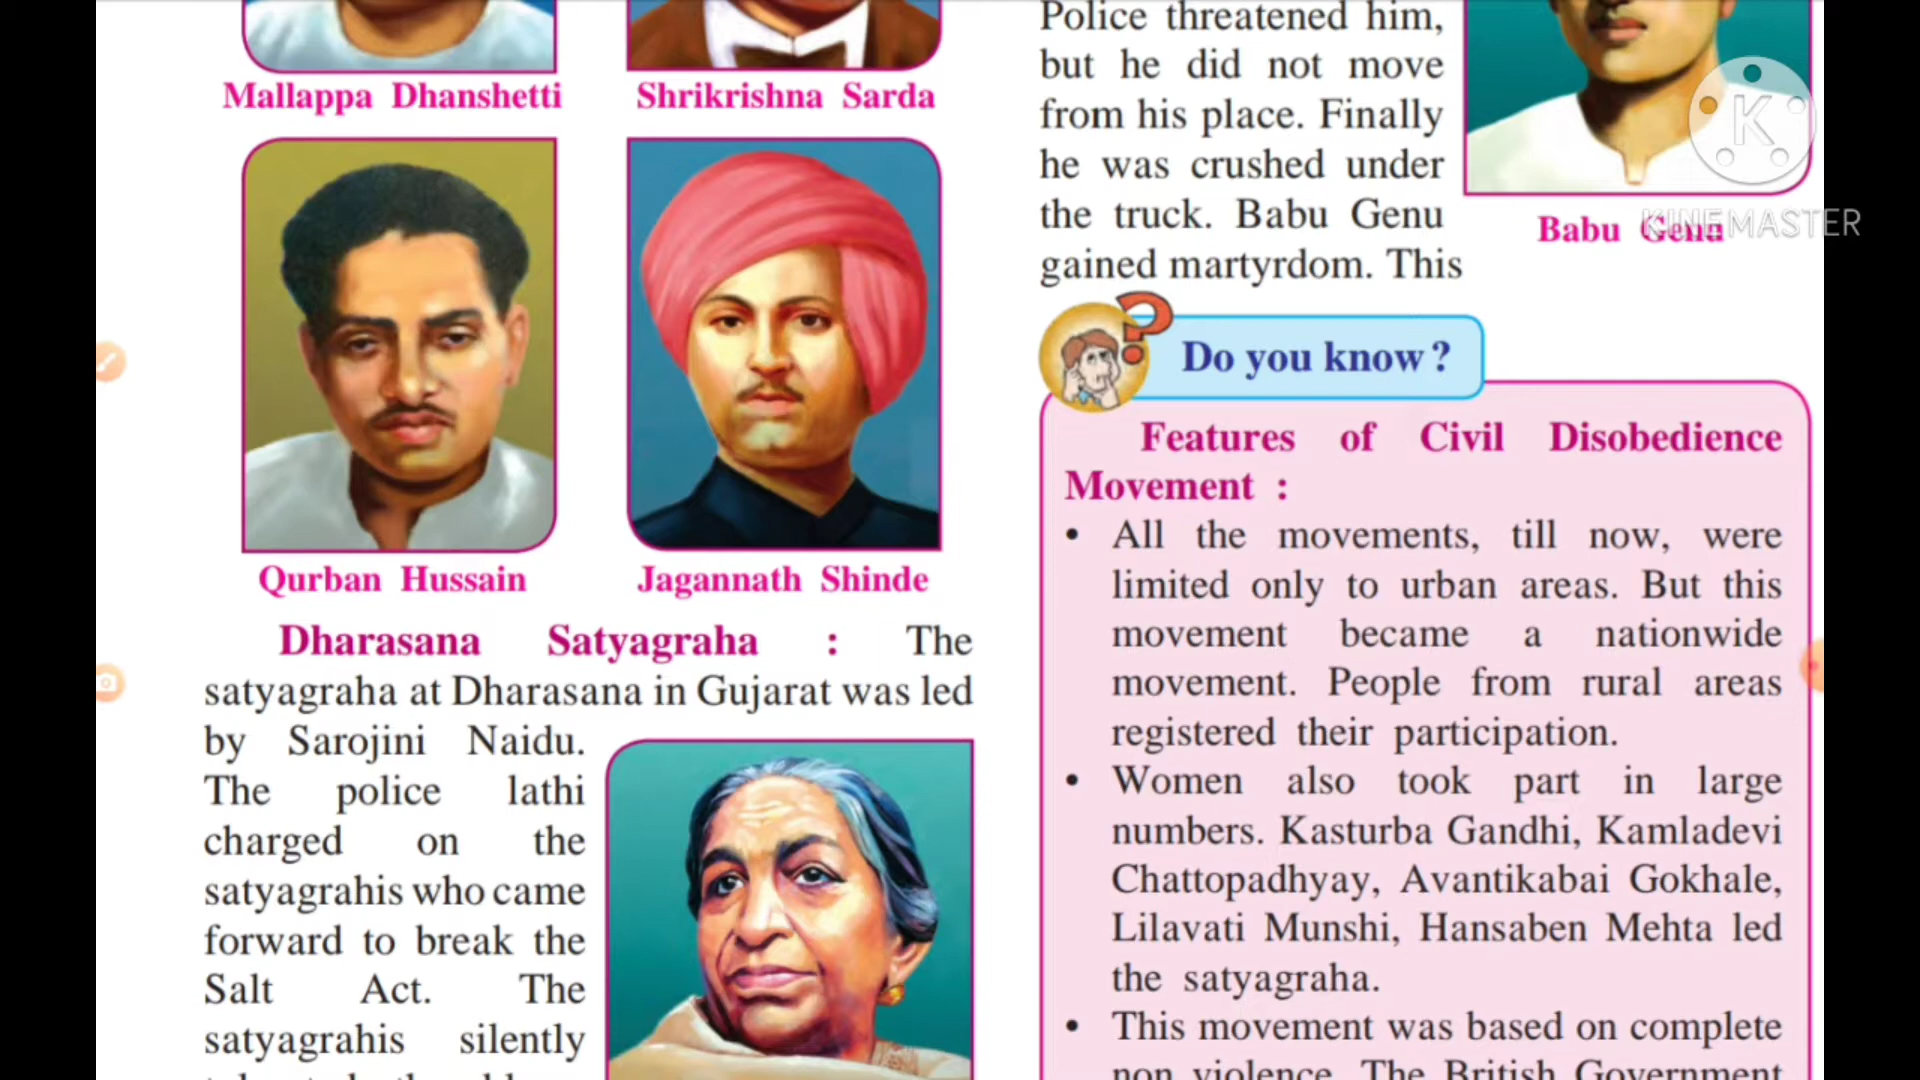 Mallappa Dhanshetti
Shrikrishna Sarda
Qurban Hussain
Jagannath Shinde
Dharasana Satyagraha : The
satyagraha at Dharasana in Gujarat was led
by Sarojini Naidu.
The police lathi
charged on the
satyagrahis who came
forward to break the
Salt Act. The
satyagrahis silently
Police threatened him,
but he did not move
from his place. Finally
he was crushed under
the truck. Babu Genu
gained martyrdom. This
Babu Genu
K
KINEMASTER
Do you know?
Features of Civil Disobedience
Movement :
• All the movements, till now, were
limited only to urban areas. But this
movement became a nationwide
movement. People from rural areas
registered their participation.
• Women also took part in large
numbers. Kasturba Gandhi, Kamladevi
Chattopadhyay, Avantikabai Gokhale,
Lilavati Munshi, Hansaben Mehta led
the satyagraha.
• This movement was based on complete
non violence. The British Government